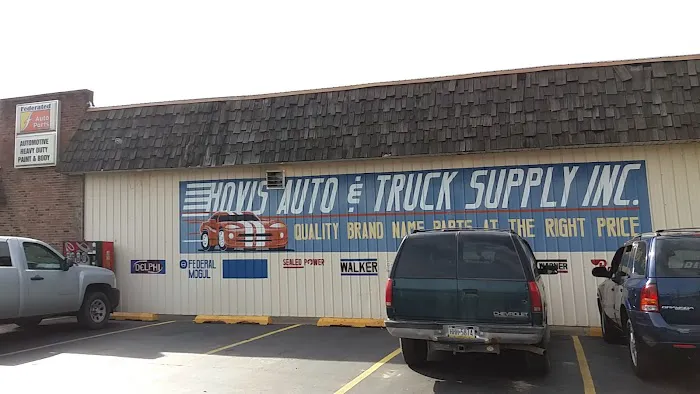 Federated
Auto
Parts
AUTOMOTIVE
HEAVY DUTY
PAINT & BODY
HOVIS AUTO & TRUCK SUPPLY INC.
QUALITY BRAND NAME PARTS AT THE RIGHT PRICE
DELPHI
FEDERAL
MOGUL
SEALED POWER
WALKER
WARNER
CHEVROLET